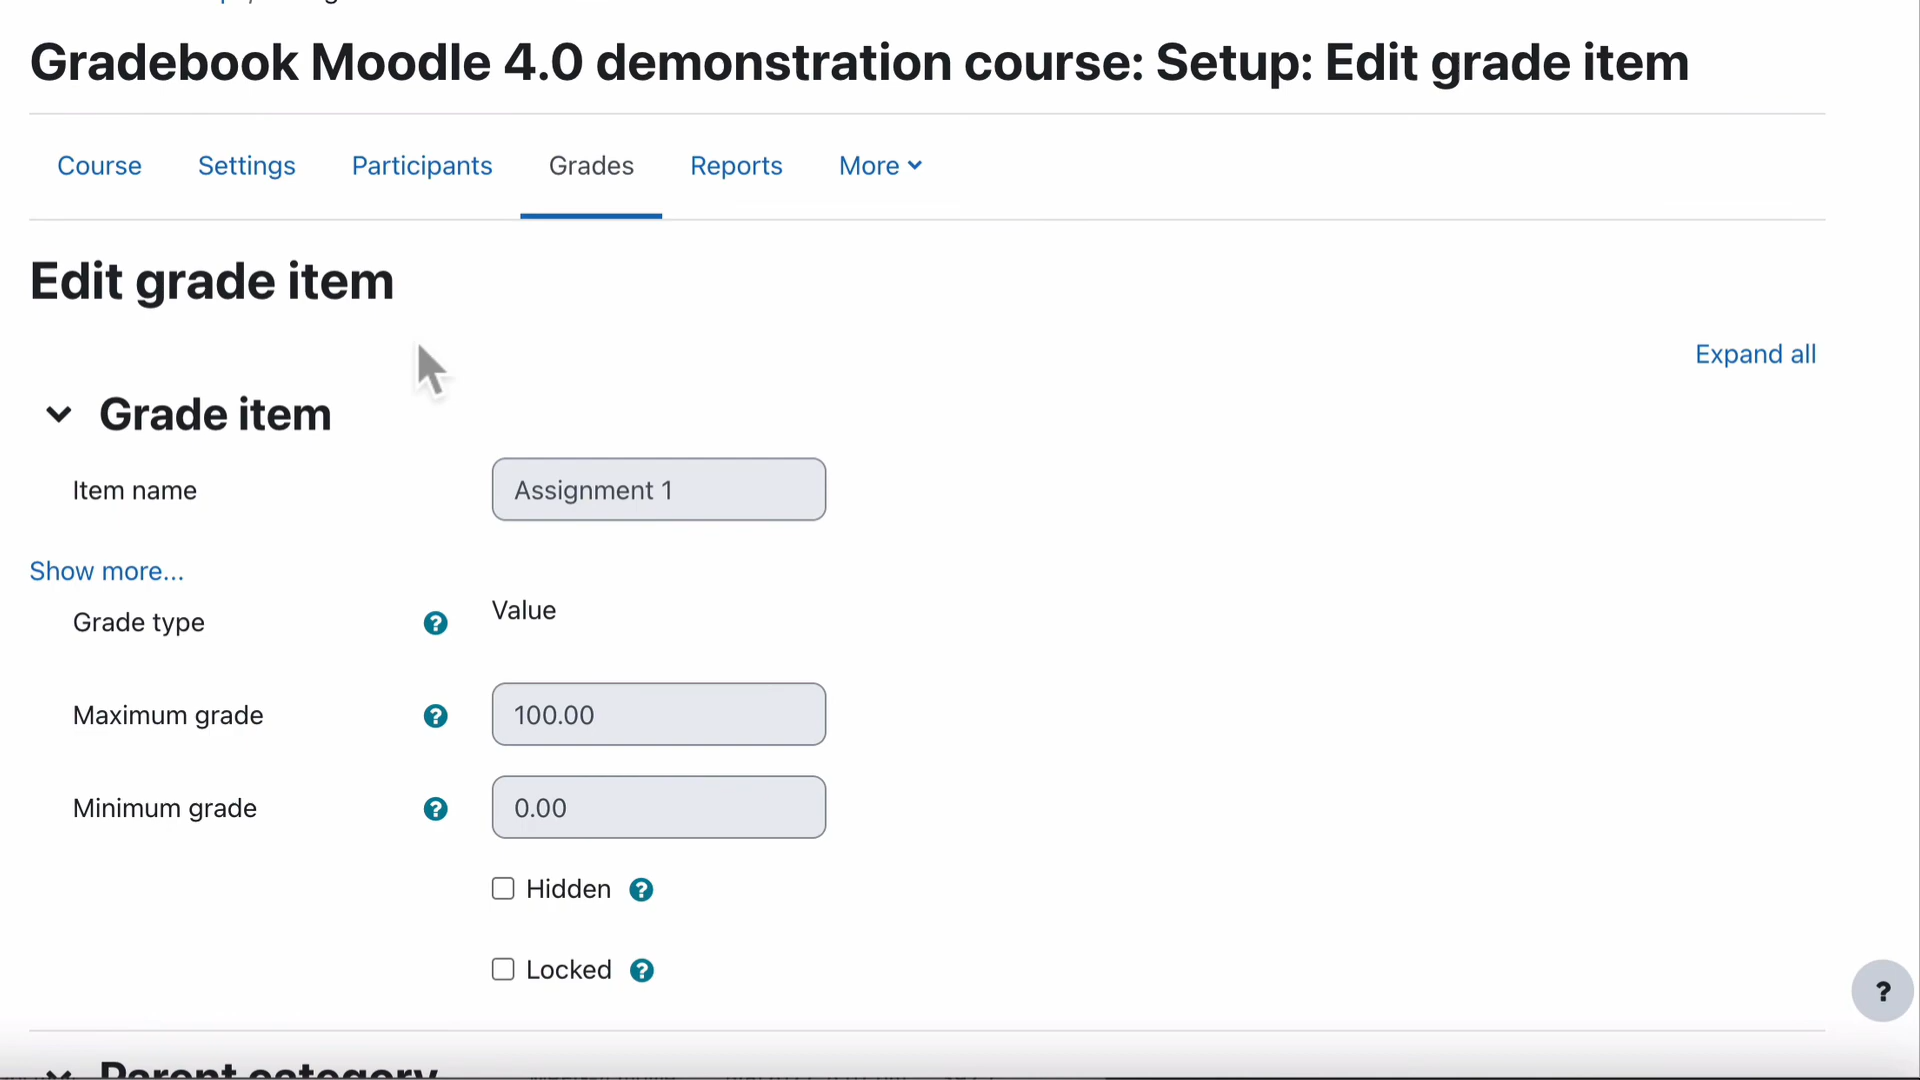 Gradebook Moodle 4.0 demonstration course: Setup: Edit grade item
Course Settings Participants Grades Reports More
Edit grade item
Expand all
Grade item
Item name Assignment 1
Show more...
Grade type ? Value
Maximum grade ? 100.00
Minimum grade ? 0.00
Hidden ?
Locked ?
?
Parent category